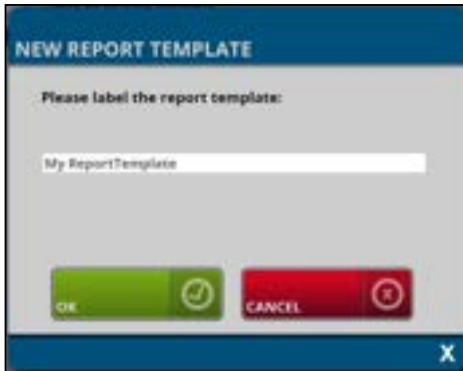 NEW REPORT TEMPLATE
Please label the report template:
My ReportTemplate
OK
CANCEL
X